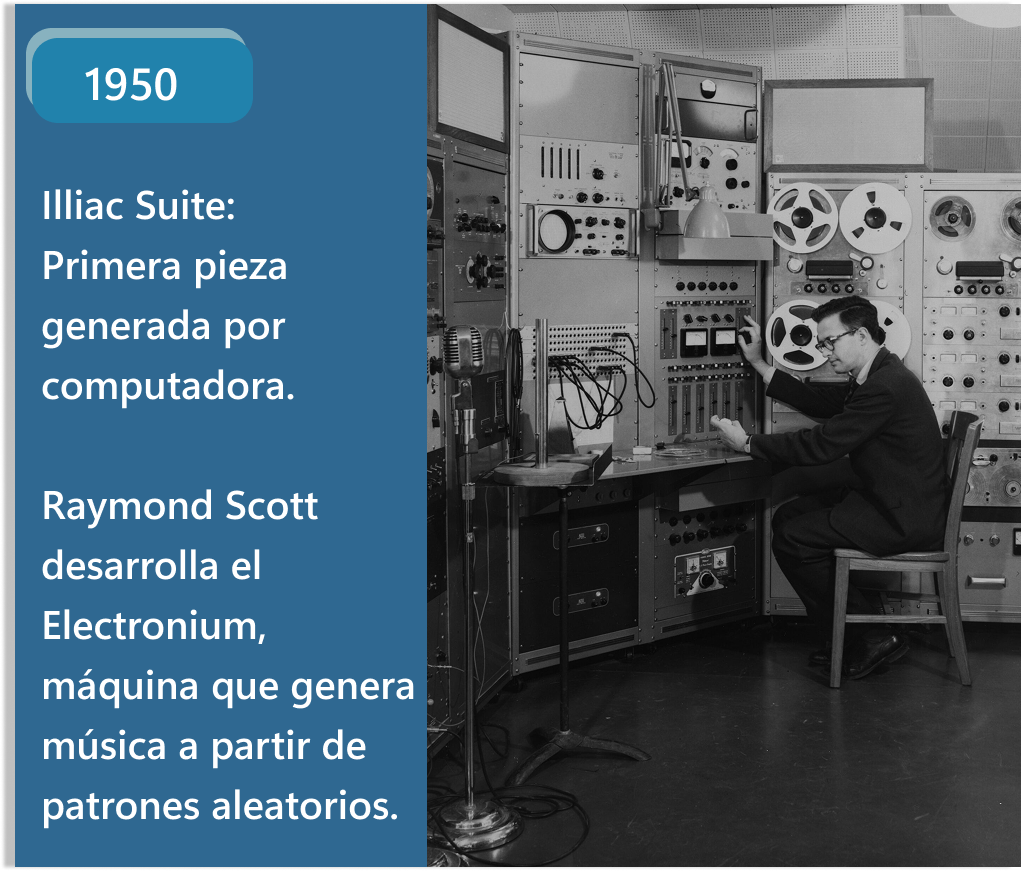 1950
Illiac Suite:
Primera pieza
generada por
computadora.
Raymond Scott
desarrolla el
Electronium,
máquina que genera
música a partir de
patrones aleatorios.